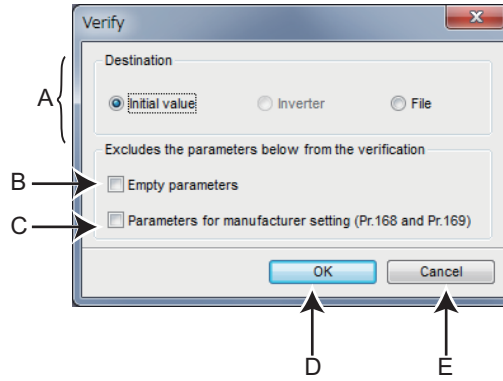 Verify
Destination
A
Initial value Inverter File
Excludes the parameters below from the verification
B
Empty parameters
C
Parameters for manufacturer setting (Pr.168 and Pr.169)
OK Cancel
D E